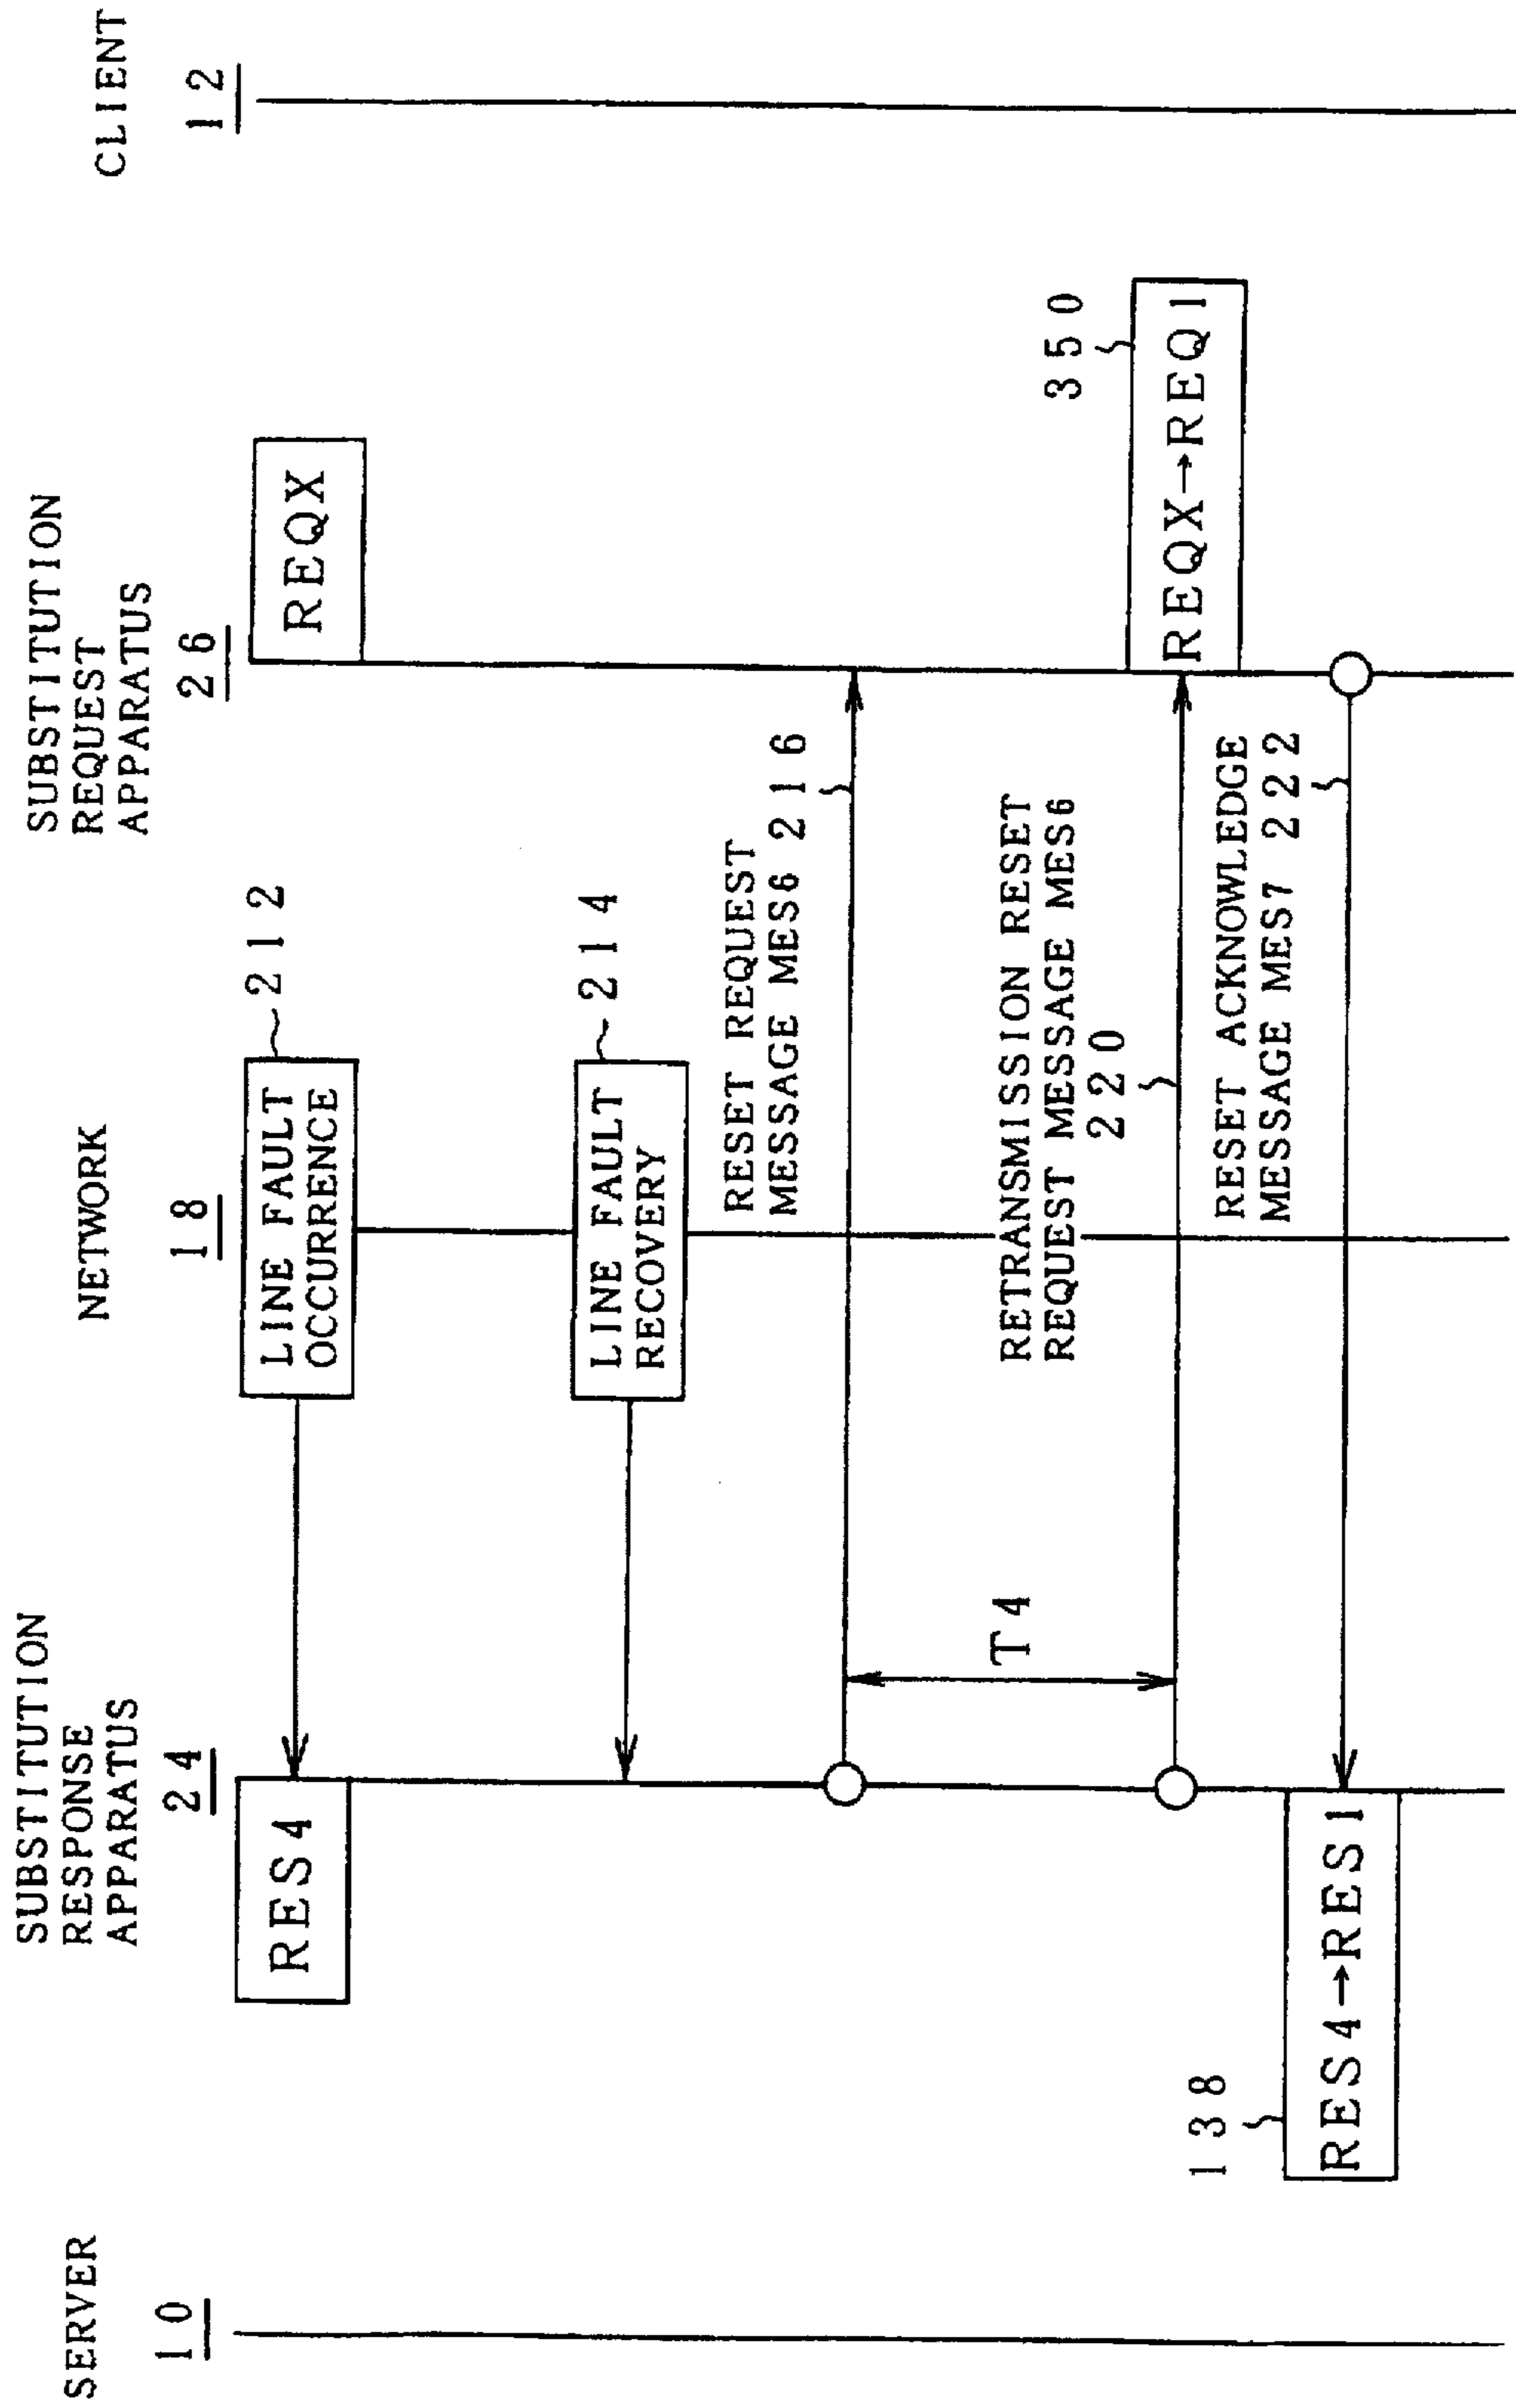 SERVER
10
SUBSTITUTION
RESPONSE
APPARATUS
24
NETWORK
18
SUBSTITUTION
REQUEST
APPARATUS
26
CLIENT
12
RES4
LINE FAULT
OCCURRENCE
212
REQX
LINE FAULT
RECOVERY
214
RESET REQUEST
MESSAGE MES6 216
T4
RETRANSMISSION RESET
REQUEST MESSAGE MES6
220
350
REQX→REQ1
RESET ACKNOWLEDGE
MESSAGE MES7 222
138
RES4→RES1